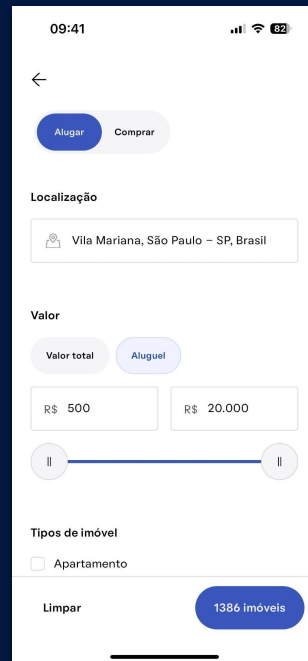 09:41 82
Alugar Comprar
Localização
Vila Mariana, São Paulo – SP, Brasil
Valor
Valor total Aluguel
R$ 500 R$ 20.000
Tipos de imóvel
Apartamento
Limpar 1386 imóveis